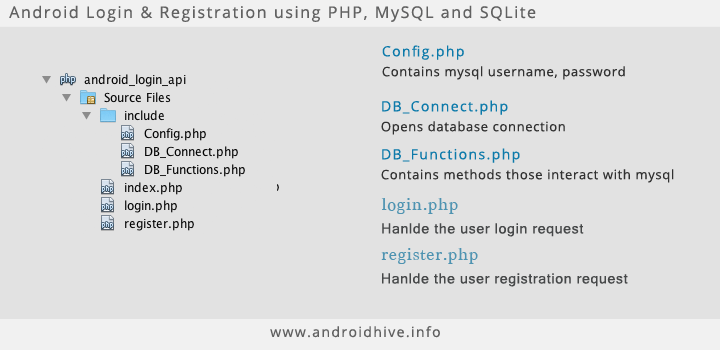 Android Login & Registration using PHP, MySQL and SQLite
android_login_api
Source Files
include
Config.php
DB_Connect.php
DB_Functions.php
index.php
login.php
register.php
Config.php
Contains mysql username, password
DB_Connect.php
Opens database connection
DB_Functions.php
Contains methods those interact with mysql
login.php
Hanlde the user login request
register.php
Hanlde the user registration request
www.androidhive.info